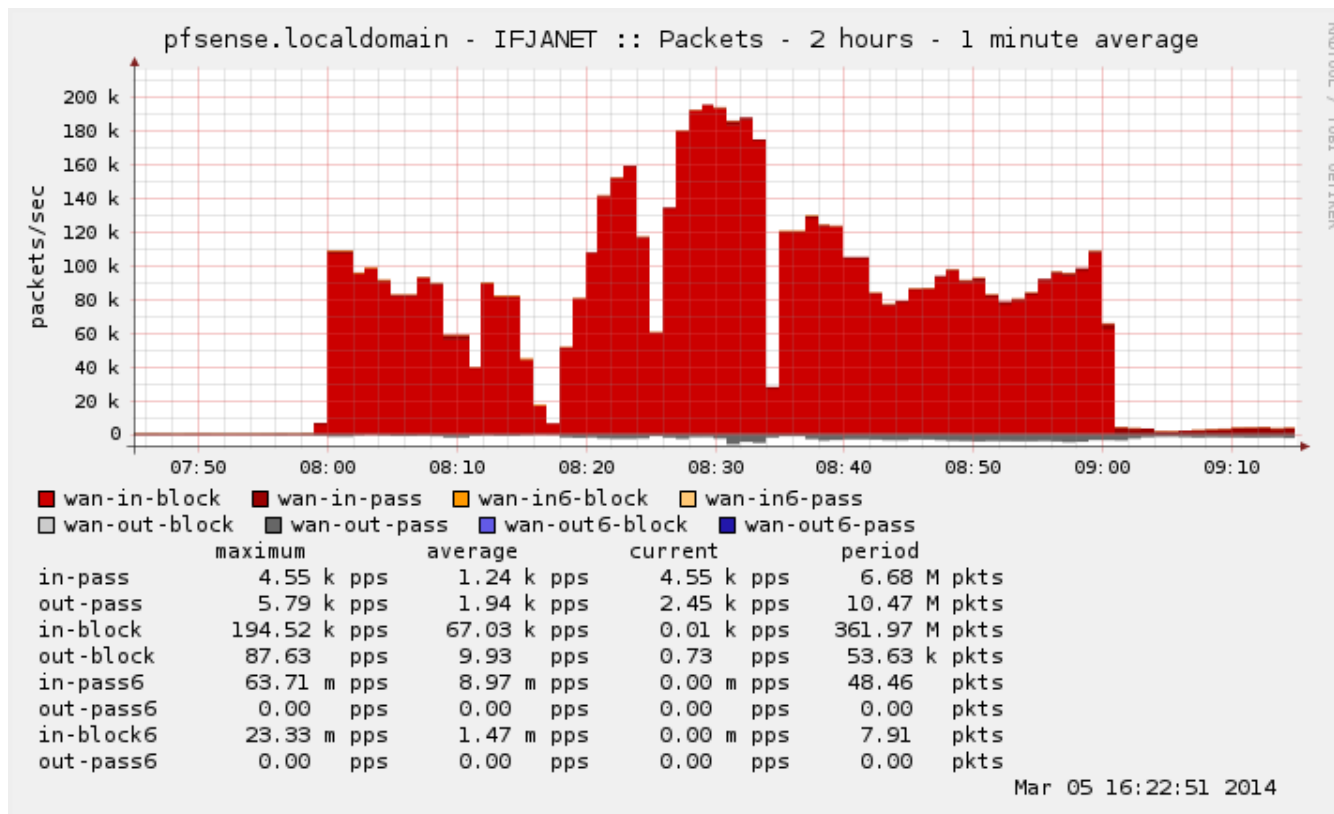 pfsense.localdomain - IFJANET :: Packets - 2 hours - 1 minute average
packets/sec
200 k
180 k
160 k
140 k
120 k
100 k
80 k
60 k
40 k
20 k
0
07:50 08:00 08:10 08:20 08:30 08:40 08:50 09:00 09:10
wan-in-block wan-in-pass wan-in6-block wan-in6-pass
wan-out-block wan-out-pass wan-out6-block wan-out6-pass
maximum average current period
in-pass 4.55 k pps 1.24 k pps 4.55 k pps 6.68 M pkts
out-pass 5.79 k pps 1.94 k pps 2.45 k pps 10.47 M pkts
in-block 194.52 k pps 67.03 k pps 0.01 k pps 361.97 M pkts
out-block 87.63 pps 9.93 pps 0.73 pps 53.63 k pkts
in-pass6 63.71 m pps 8.97 m pps 0.00 m pps 48.46 pkts
out-pass6 0.00 pps 0.00 pps 0.00 pps 0.00 pkts
in-block6 23.33 m pps 1.47 m pps 0.00 m pps 7.91 pkts
out-pass6 0.00 pps 0.00 pps 0.00 pps 0.00 pkts
Mar 05 16:22:51 2014